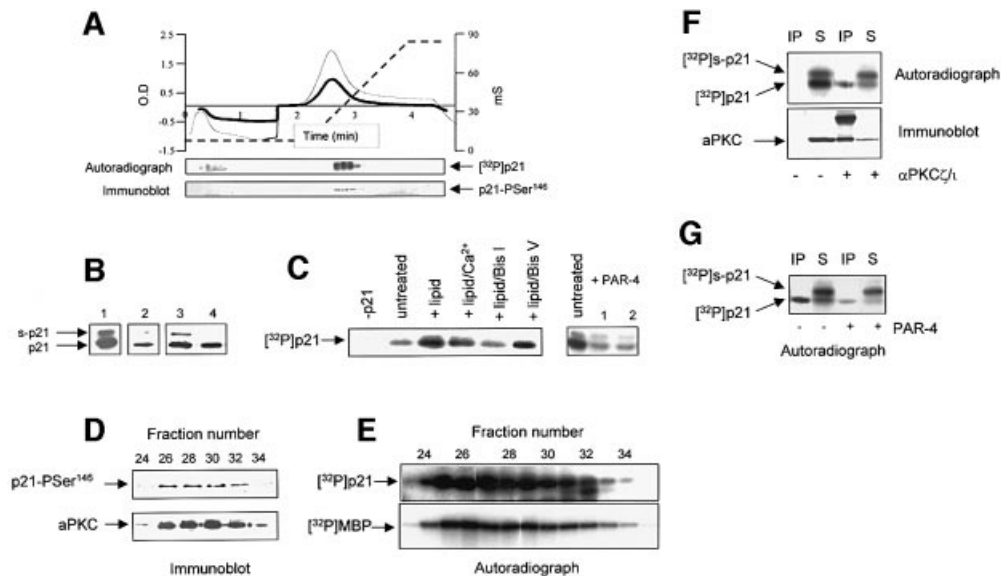 A
2.5
1.5
0.5
-0.5
-1.5
O.D
90
60
30
0
mS
1 2 3 4
Time (min)
Autoradiograph
[³²P]p21
Immunoblot
p21-PSer¹⁴⁶
B
1 2 3 4
s-p21
p21
C
-p21
untreated
+ lipid
+ lipid/Ca²⁺
+ lipid/Bis I
+ lipid/Bis V
[³²P]p21
untreated
+ PAR-4
1 2
D
Fraction number
24 26 28 30 32 34
p21-PSer¹⁴⁶
aPKC
Immunoblot
E
Fraction number
24 26 28 30 32 34
[³²P]p21
[³²P]MBP
Autoradiograph
F
IP S IP S
[³²P]s-p21
[³²P]p21
Autoradiograph
aPKC
Immunoblot
- - + + αPKCζ/ι
G
IP S IP S
[³²P]s-p21
[³²P]p21
- - + + PAR-4
Autoradiograph